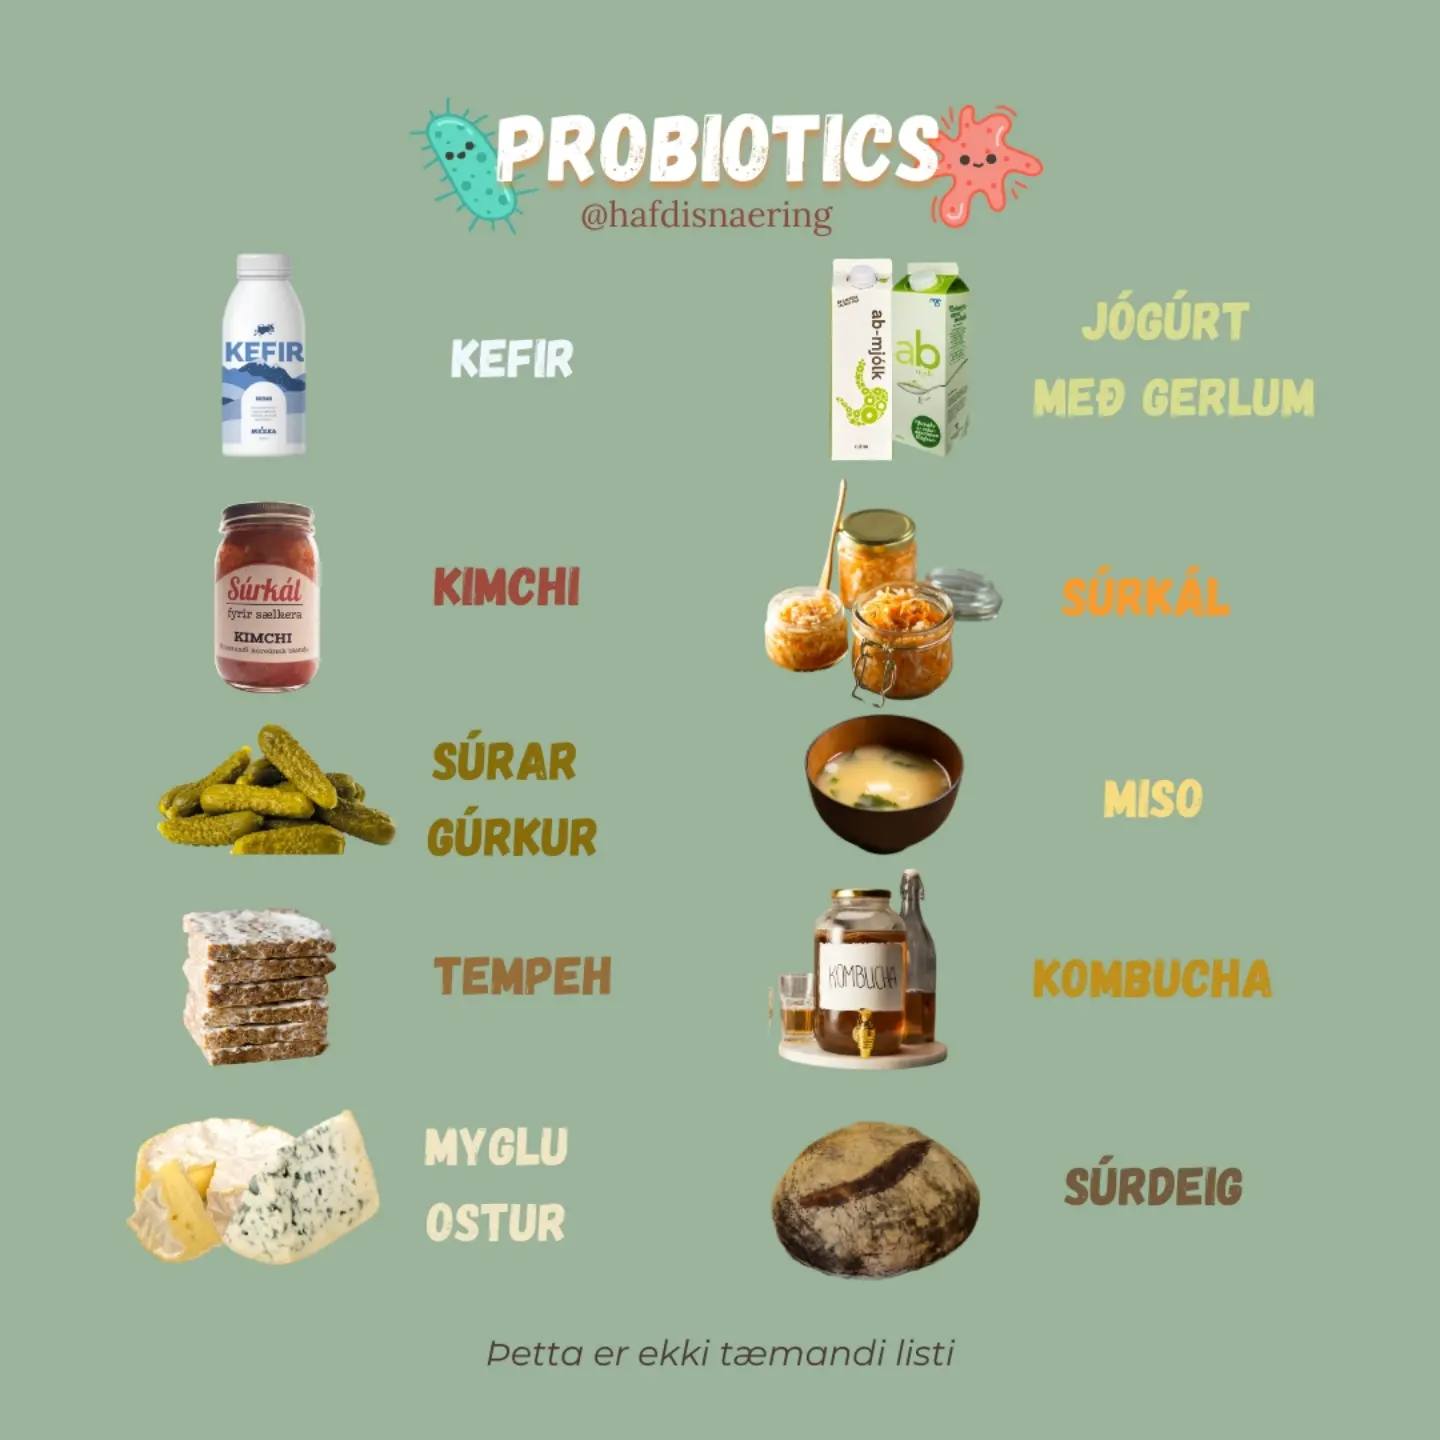 PROBIOTICS
@hafdisnaering
KEFIR
KEFIR
MJÓLKA
ab-mjólk
ab
JÓGÚRT
MEÐ GERLUM
Súrkál
fyrir sælkera
KIMCHI
KIMCHI
SÚRKÁL
SÚRAR
GÚRKUR
MISO
TEMPEH
KOMBUCHA
KOMBUCHA
MYGLU
OSTUR
SÚRDEIG
Þetta er ekki tæmandi listi